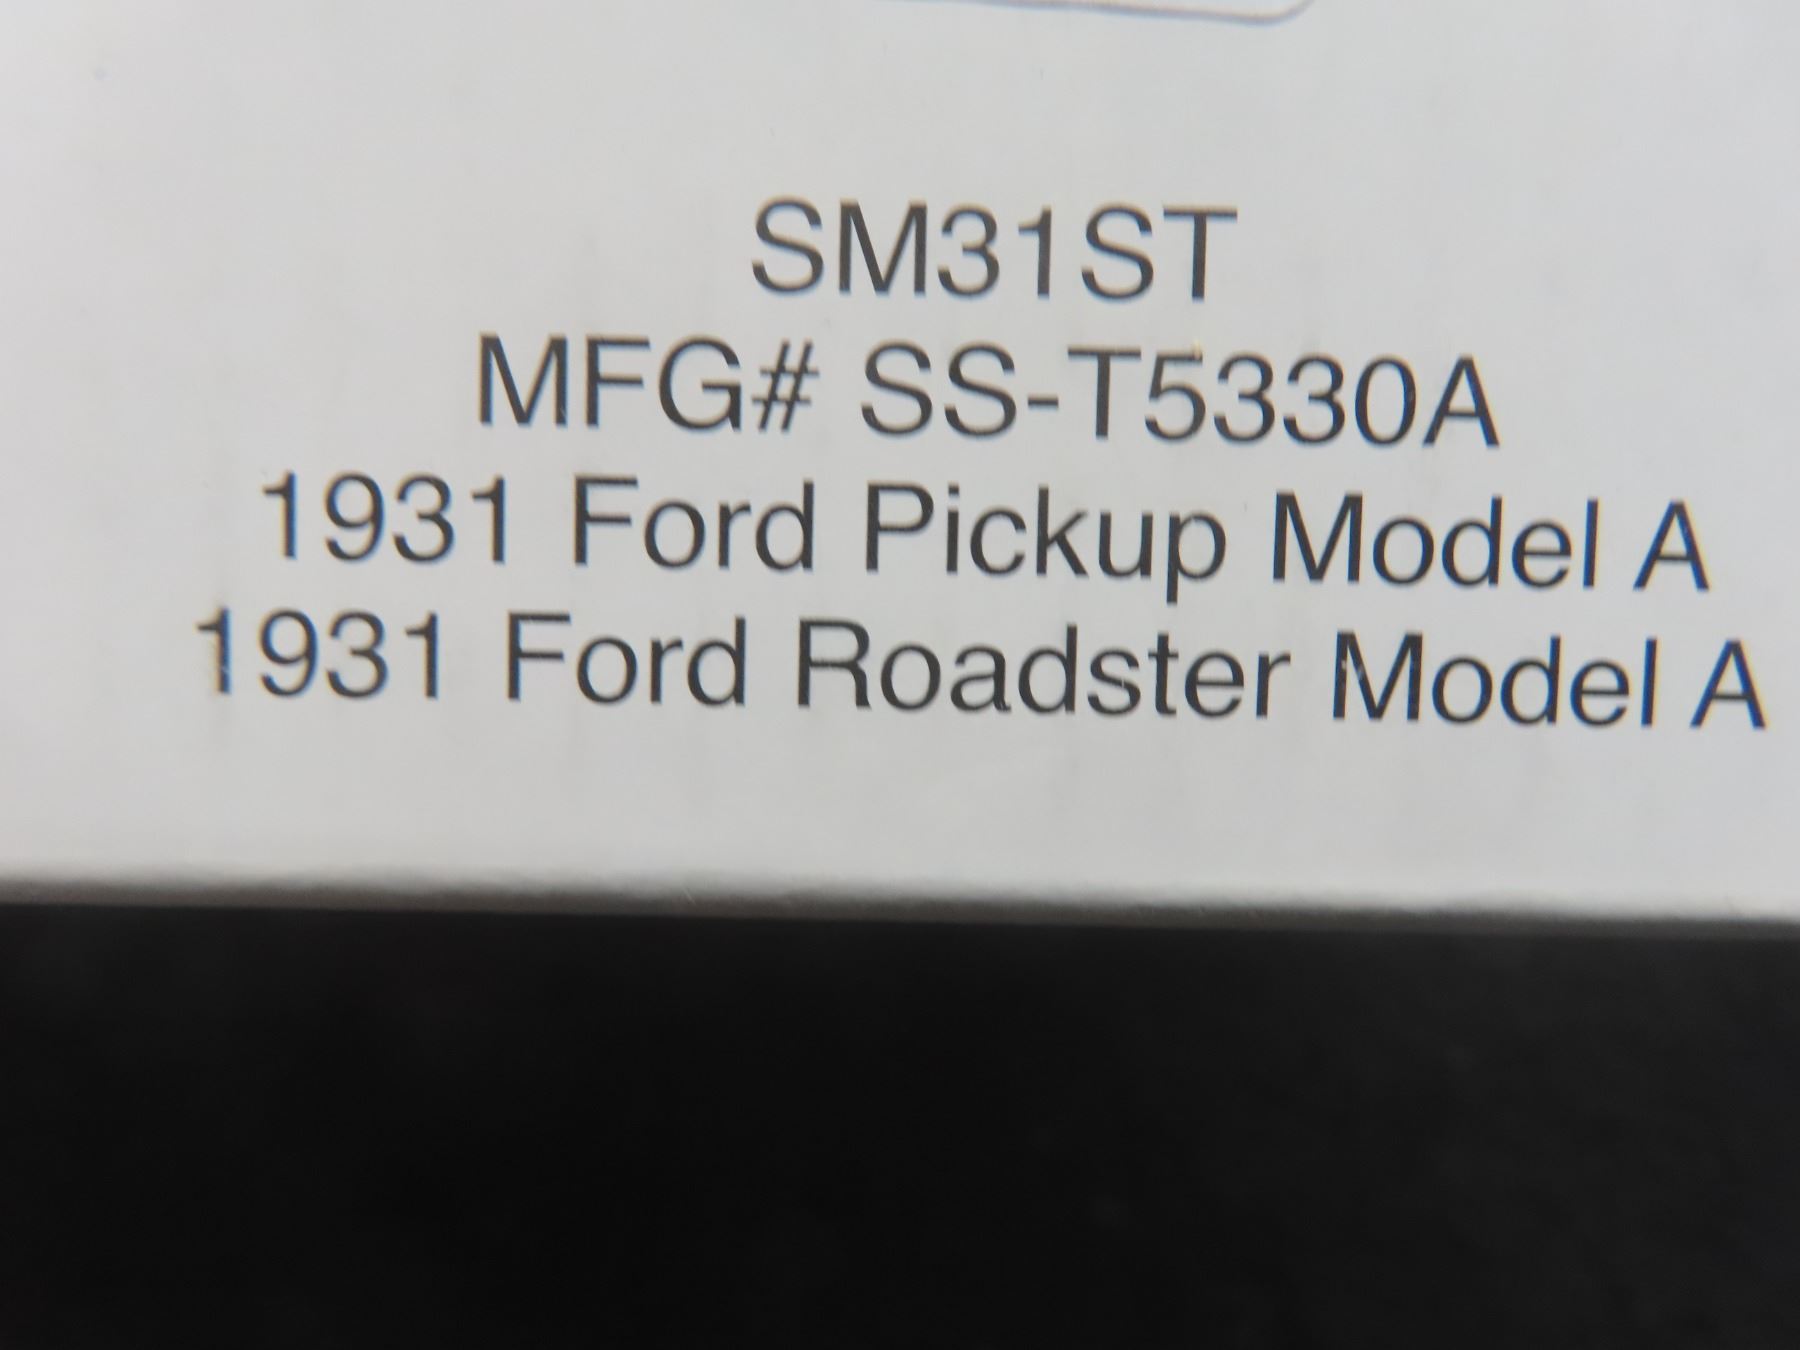 SM31ST
MFG# SS-T5330A
1931 Ford Pickup Model A
1931 Ford Roadster Model A